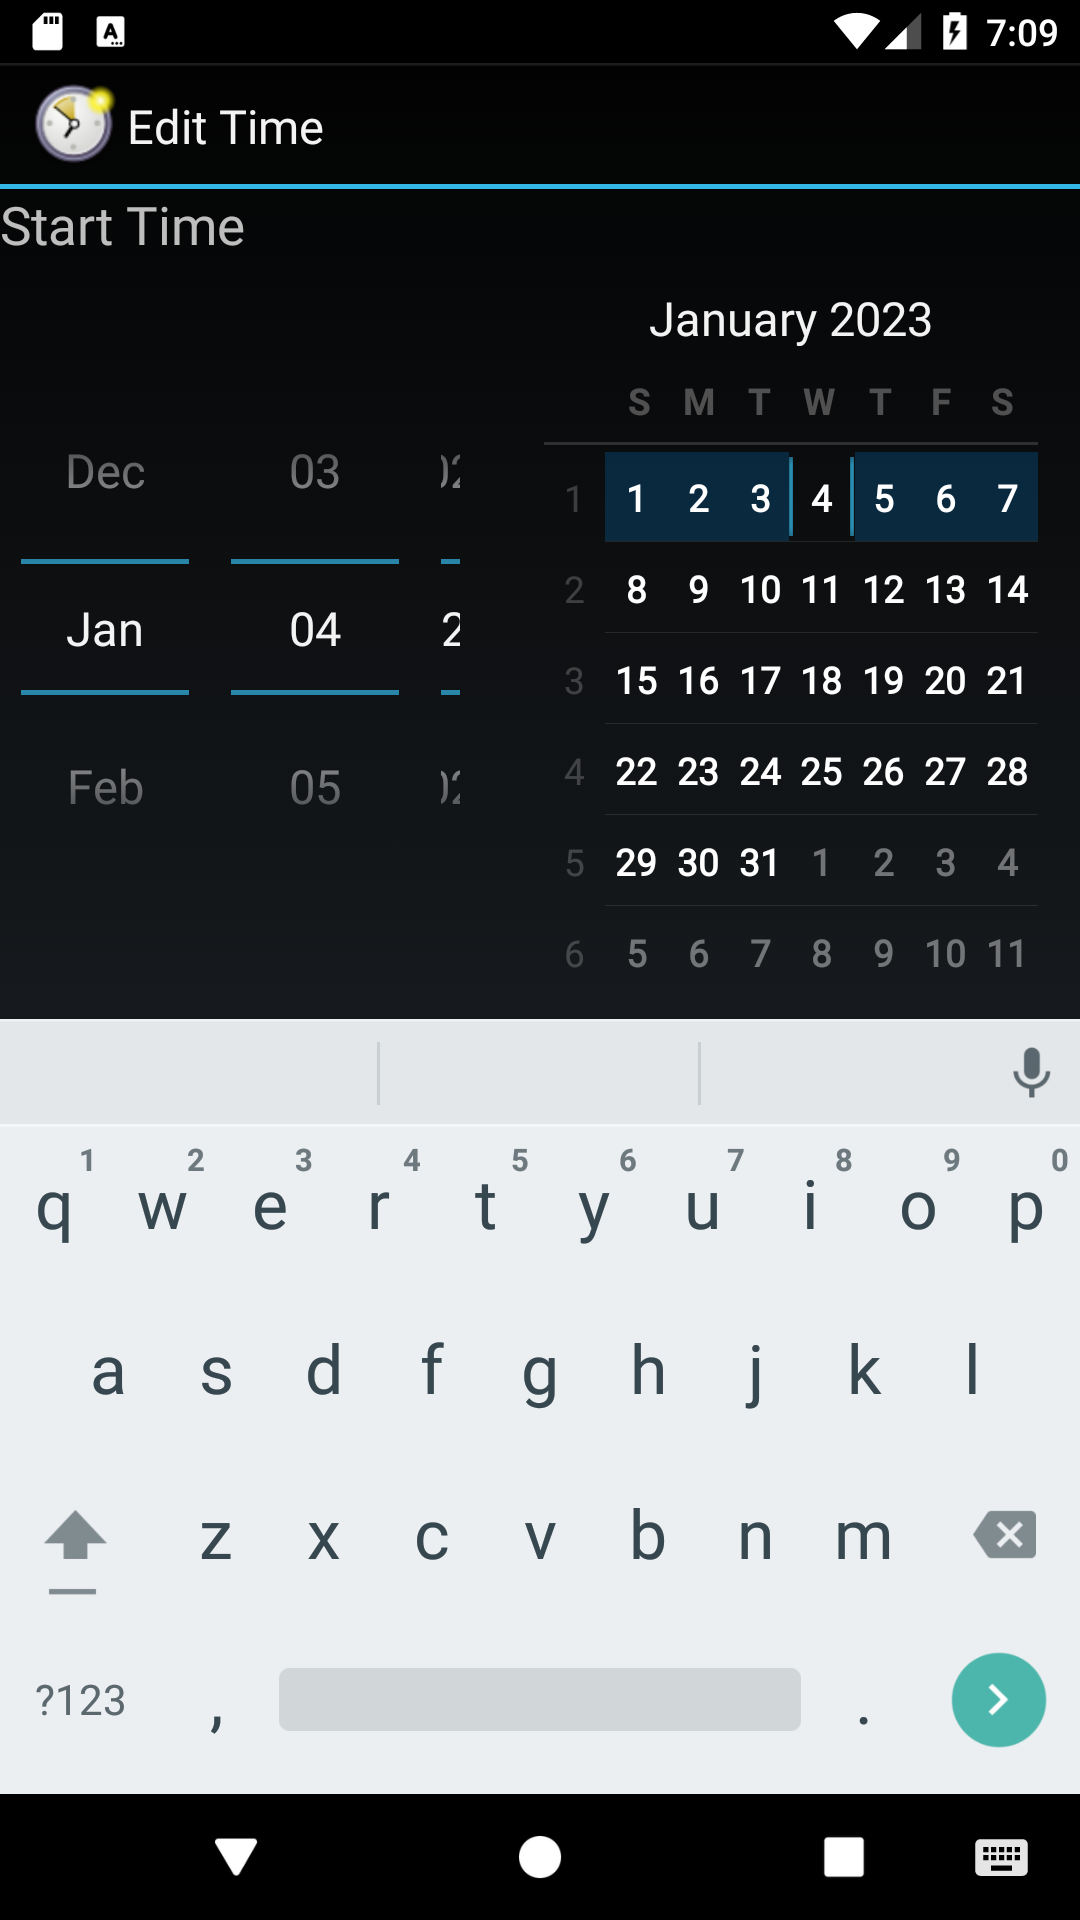 7:09
Edit Time
Start Time
January 2023
S M T W T F S
Dec 03
1 1 2 3 4 5 6 7
2 8 9 10 11 12 13 14
Jan 04 2
3 15 16 17 18 19 20 21
4 22 23 24 25 26 27 28
Feb 05
5 29 30 31 1 2 3 4
6 5 6 7 8 9 10 11
1 2 3 4 5 6 7 8 9 0
q w e r t y u i o p
a s d f g h j k l
z x c v b n m
?123 , .